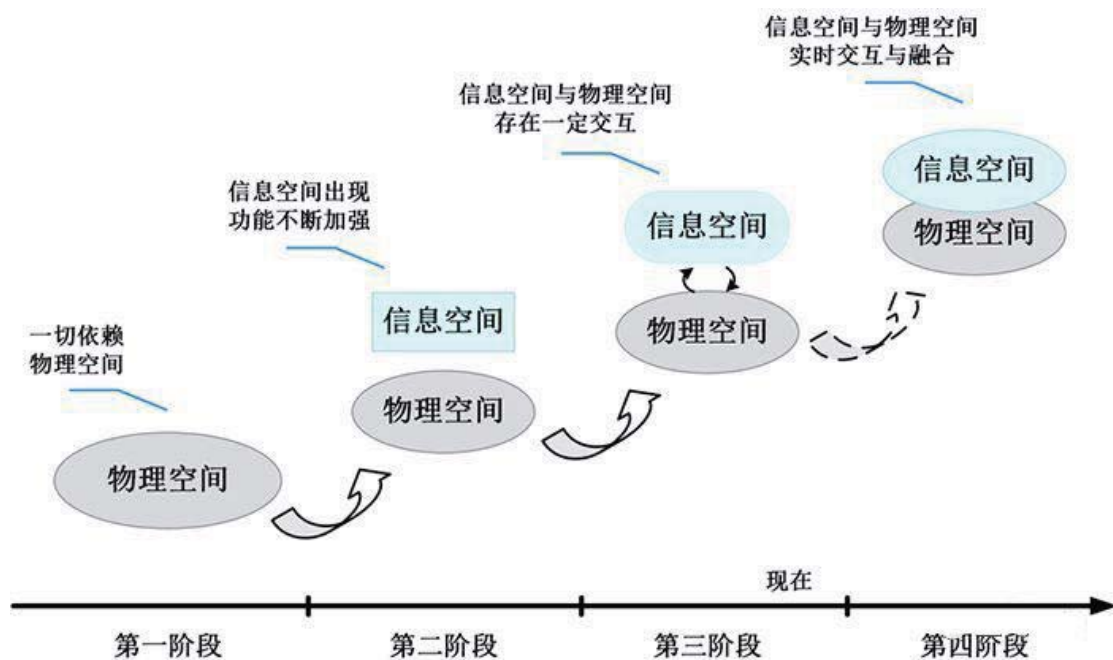 信息空间与物理空间
实时交互与融合
信息空间与物理空间
存在一定交互
信息空间
物理空间
信息空间出现
功能不断加强
信息空间
物理空间
信息空间
物理空间
一切依赖
物理空间
物理空间
现在
第一阶段
第二阶段
第三阶段
第四阶段